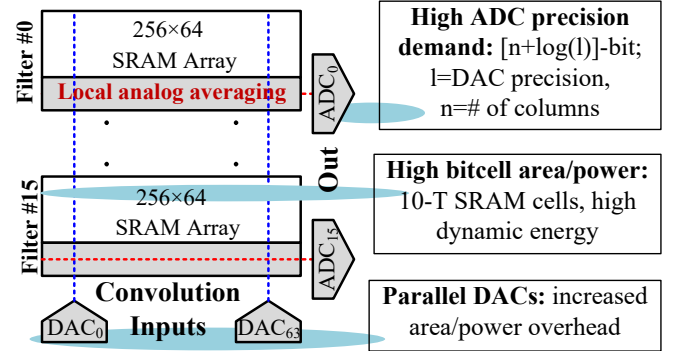 Filter #0
256×64
SRAM Array
Local analog averaging
ADC0
Out
Filter #15
256×64
SRAM Array
ADC15
Convolution
Inputs
DAC0
DAC63
High ADC precision
demand: [n+log(l)]-bit;
l=DAC precision,
n=# of columns
High bitcell area/power:
10-T SRAM cells, high
dynamic energy
Parallel DACs: increased
area/power overhead